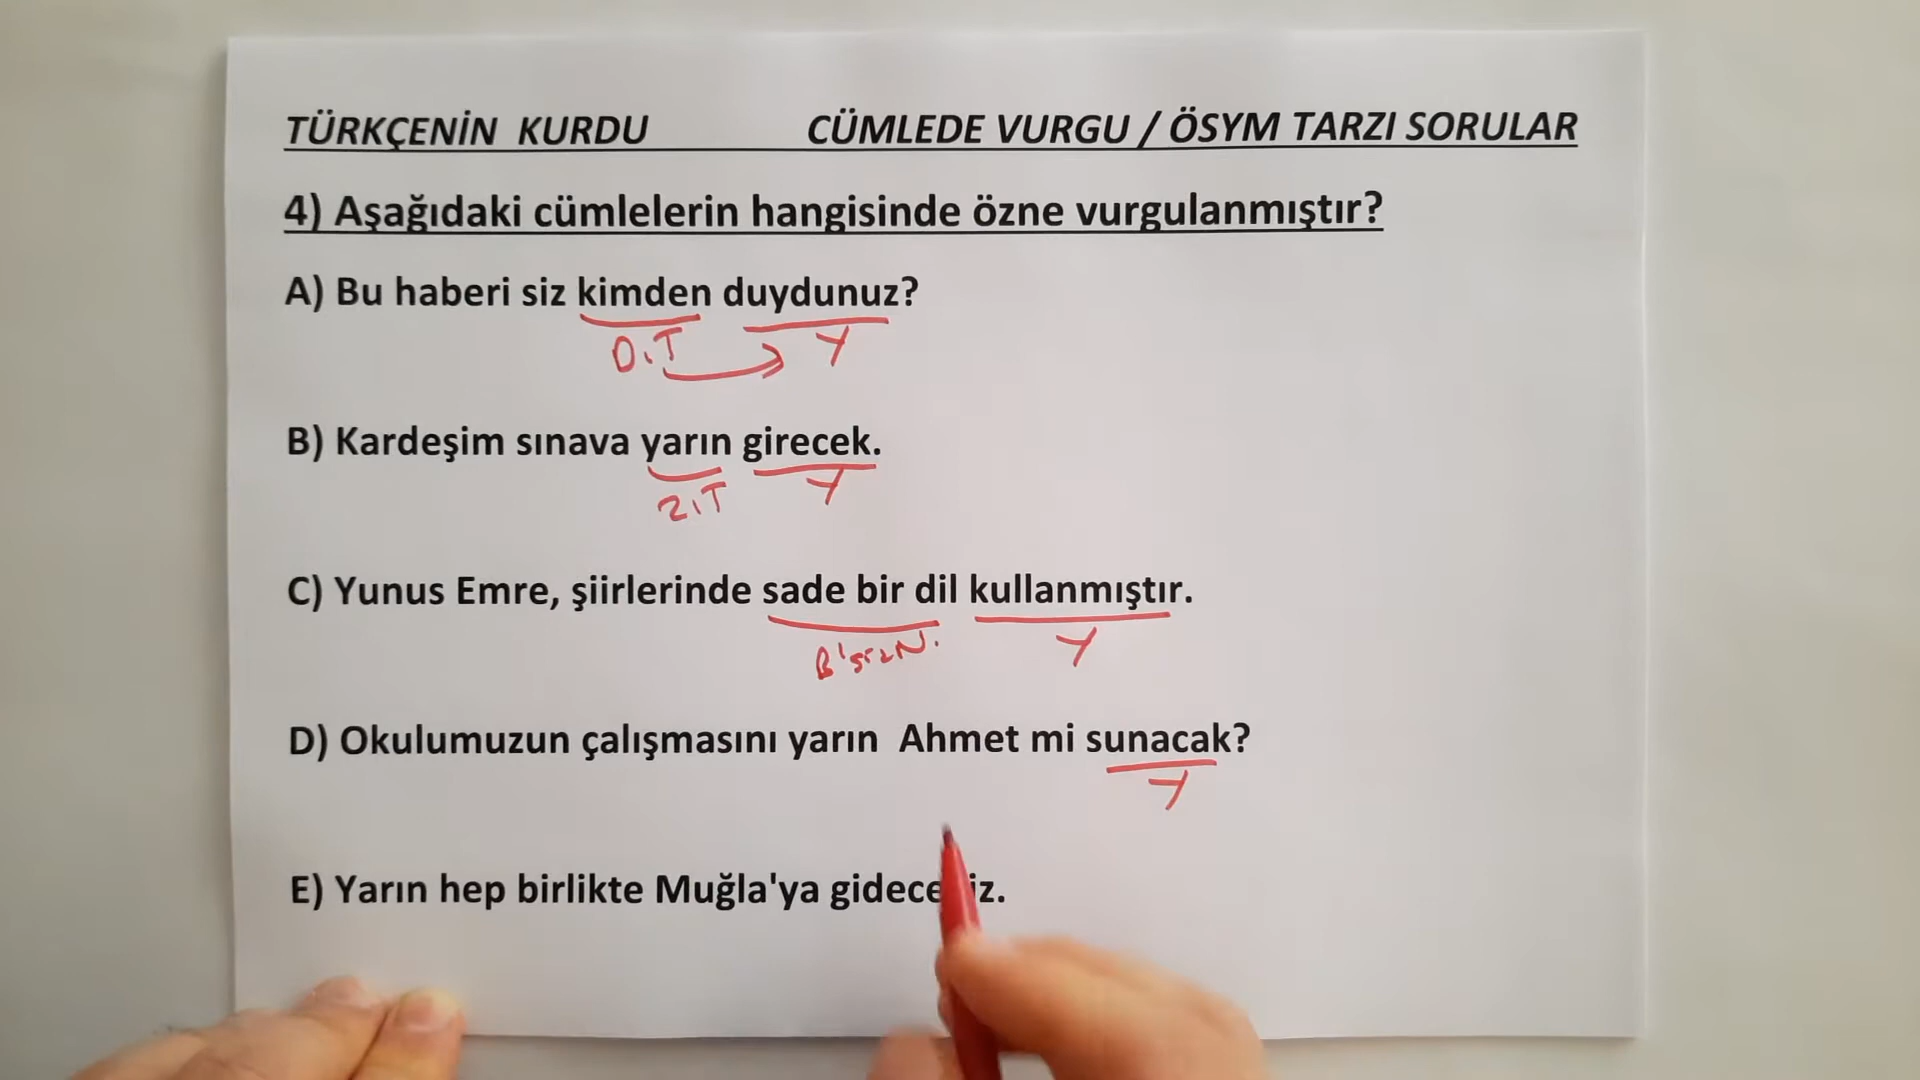 TÜRKÇENİN KURDU CÜMLEDE VURGU / ÖSYM TARZI SORULAR
4) Aşağıdaki cümlelerin hangisinde özne vurgulanmıştır?
A) Bu haberi siz kimden duydunuz?
D.T Y
B) Kardeşim sınava yarın girecek.
Z.T Y
C) Yunus Emre, şiirlerinde sade bir dil kullanmıştır.
B'siz N. Y
D) Okulumuzun çalışmasını yarın Ahmet mi sunacak?
Y
E) Yarın hep birlikte Muğla'ya